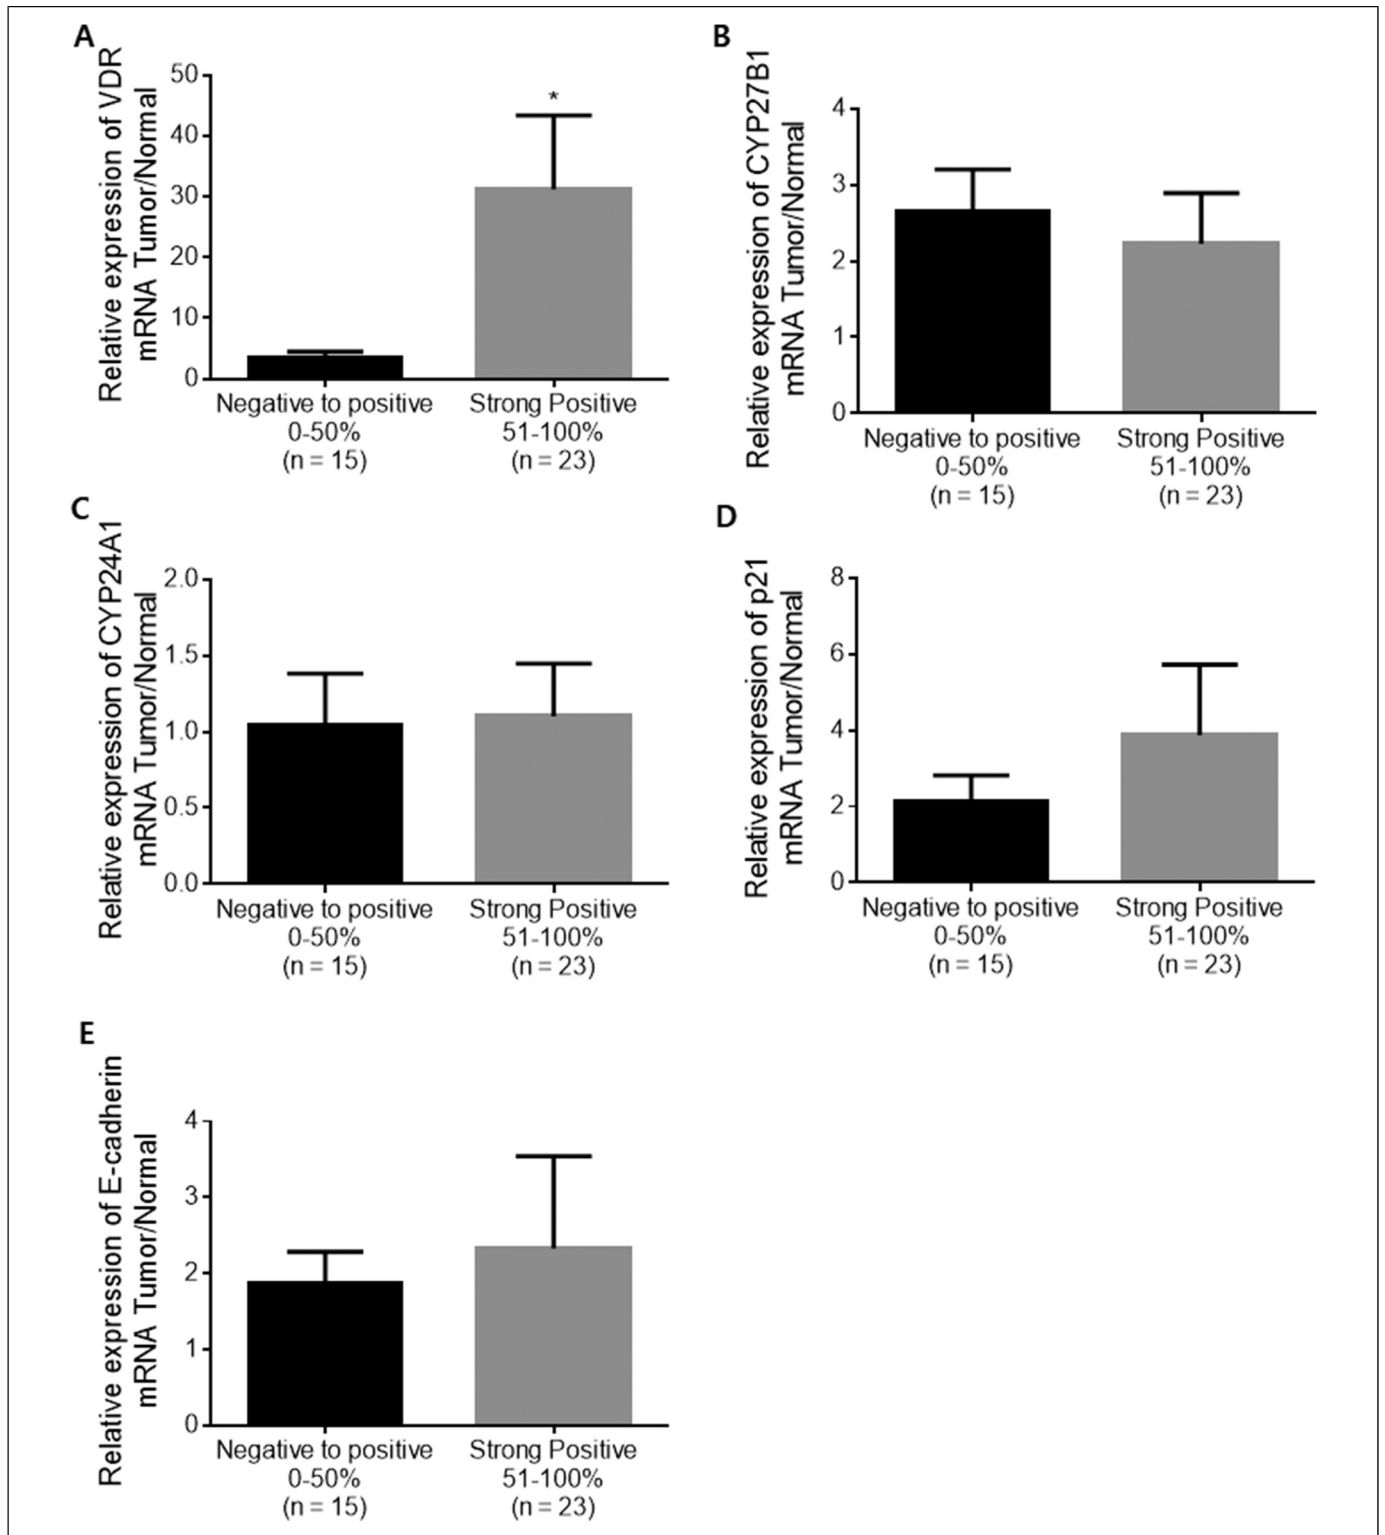 A
Relative expression of VDR
mRNA Tumor/Normal
50
40
30
20
10
0
*
Negative to positive
0-50%
(n = 15)
Strong Positive
51-100%
(n = 23)
B
Relative expression of CYP27B1
mRNA Tumor/Normal
4
3
2
1
0
Negative to positive
0-50%
(n = 15)
Strong Positive
51-100%
(n = 23)
C
Relative expression of CYP24A1
mRNA Tumor/Normal
2.0
1.5
1.0
0.5
0.0
Negative to positive
0-50%
(n = 15)
Strong Positive
51-100%
(n = 23)
D
Relative expression of p21
mRNA Tumor/Normal
8
6
4
2
0
Negative to positive
0-50%
(n = 15)
Strong Positive
51-100%
(n = 23)
E
Relative expression of E-cadherin
mRNA Tumor/Normal
4
3
2
1
0
Negative to positive
0-50%
(n = 15)
Strong Positive
51-100%
(n = 23)